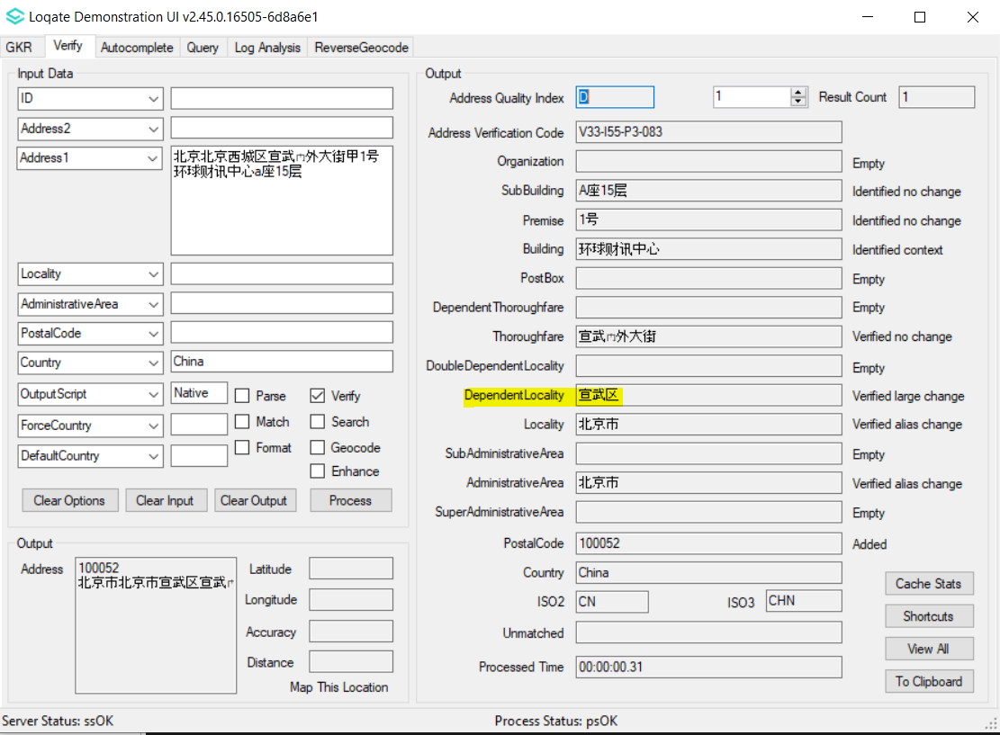 Loqate Demonstration UI v2.45.0.16505-6d8a6e1
GKR Verify Autocomplete Query Log Analysis ReverseGeocode
Input Data
ID
Address2
Address1 北京北京西城区宣武门外大街甲1号
环球财讯中心a座15层
Locality
AdministrativeArea
PostalCode
Country China
OutputScript Native Parse Verify
ForceCountry Match Search
DefaultCountry Format Geocode
Enhance
Clear Options Clear Input Clear Output Process
Output
Address 100052
北京市北京市宣武区宣武
Latitude
Longitude
Accuracy
Distance
Map This Location
Output
Address Quality Index D 1 Result Count 1
Address Verification Code V33-I55-P3-083
Organization Empty
SubBuilding A座15层 Identified no change
Premise 1号 Identified no change
Building 环球财讯中心 Identified context
PostBox Empty
DependentThoroughfare Empty
Thoroughfare 宣武门外大街 Verified no change
DoubleDependentLocality Empty
DependentLocality 宣武区 Verified large change
Locality 北京市 Verified alias change
SubAdministrativeArea Empty
AdministrativeArea 北京市 Verified alias change
SuperAdministrativeArea Empty
PostalCode 100052 Added
Country China
ISO2 CN ISO3 CHN
Unmatched
Processed Time 00:00:00.31
Cache Stats
Shortcuts
View All
To Clipboard
Server Status: ssOK Process Status: psOK